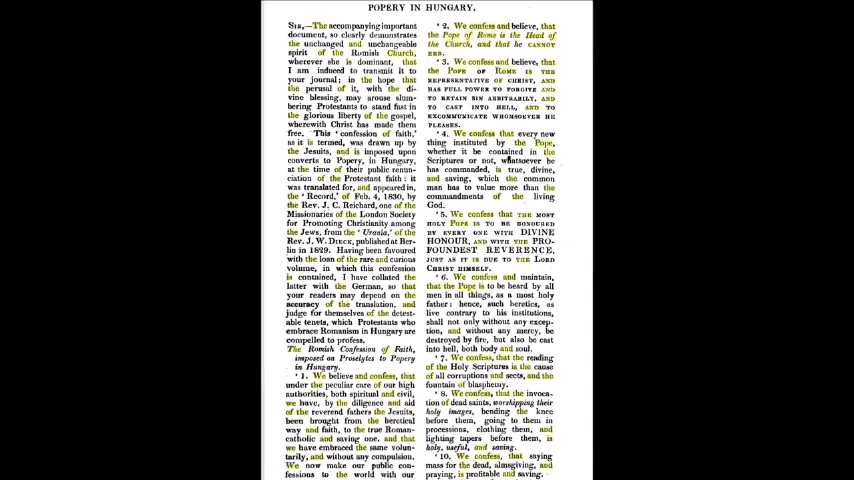 POPERY IN HUNGARY.
SIR,—The accompanying important
document, so clearly demonstrates
the unchanged and unchangeable
spirit of the Romish Church,
wherever she is dominant, that
I am induced to transmit it to
your journal; in the hope that
the perusal of it, with the di-
vine blessing, may arouse slum-
bering Protestants to stand fast in
the glorious liberty of the gospel,
wherewith Christ has made them
free. This 'confession of faith,'
as it is termed, was drawn up by
the Jesuits, and is imposed upon
converts to Popery, in Hungary,
at the time of their public renun-
ciation of the Protestant faith: it
was translated for, and appeared in,
the 'Record,' of Feb. 4, 1830, by
the Rev. J. C. Reichard, one of the
Missionaries of the London Society
for Promoting Christianity among
the Jews, from the 'Urania,' of the
Rev. J. W. DIECK, published at Ber-
lin in 1829. Having been favoured
with the loan of the rare and curious
volume, in which this confession
is contained, I have collated the
latter with the German, so that
your readers may depend on the
accuracy of the translation, and
judge for themselves of the detest-
able tenets, which Protestants who
embrace Romanism in Hungary are
compelled to profess.
The Romish Confession of Faith,
imposed on Proselytes to Popery
in Hungary.
'1. We believe and confess, that
under the peculiar care of our high
authorities, both spiritual and civil,
we have, by the diligence and aid
of the reverend fathers the Jesuits,
been brought from the heretical
way and faith, to the true Roman-
catholic and saving one, and that
we have embraced the same volun-
tarily, and without any compulsion.
We now make our public con-
fessions to the world with our
'2. We confess and believe, that
the Pope of Rome is the Head of
the Church, and that he CANNOT
ERR.
'3. We confess and believe, that
the POPE OF ROME IS THE
REPRESENTATIVE OF CHRIST, AND
HAS FULL POWER TO FORGIVE AND
TO RETAIN SIN ARBITRARILY, AND
TO CAST INTO HELL, AND TO
EXCOMMUNICATE WHOMSOEVER HE
PLEASES.
'4. We confess that every new
thing instituted by the Pope,
whether it be contained in the
Scriptures or not, whatsoever he
has commanded, is true, divine,
and saving, which the common
man has to value more than the
commandments of the living
God.
'5. We confess that THE MOST
HOLY POPE IS TO BE HONOURED
BY EVERY ONE WITH DIVINE
HONOUR, AND WITH THE PRO-
FOUNDEST REVERENCE,
JUST AS IT IS DUE TO THE LORD
CHRIST HIMSELF.
'6. We confess and maintain,
that the Pope is to be heard by all
men in all things, as a most holy
father: hence, such heretics, as
live contrary to his institutions,
shall not only without any excep-
tion, and without any mercy, be
destroyed by fire, but also be cast
into hell, both body and soul.
'7. We confess, that the reading
of the Holy Scriptures is the cause
of all corruptions and sects, and the
fountain of blasphemy.
'8. We confess, that the invoca-
tion of dead saints, worshipping their
holy images, bending the knee
before them, going to them in
processions, clothing them, and
lighting tapers before them, is
holy, useful, and saving.
'10. We confess, that saying
mass for the dead, almsgiving, and
praying, is profitable and saving.